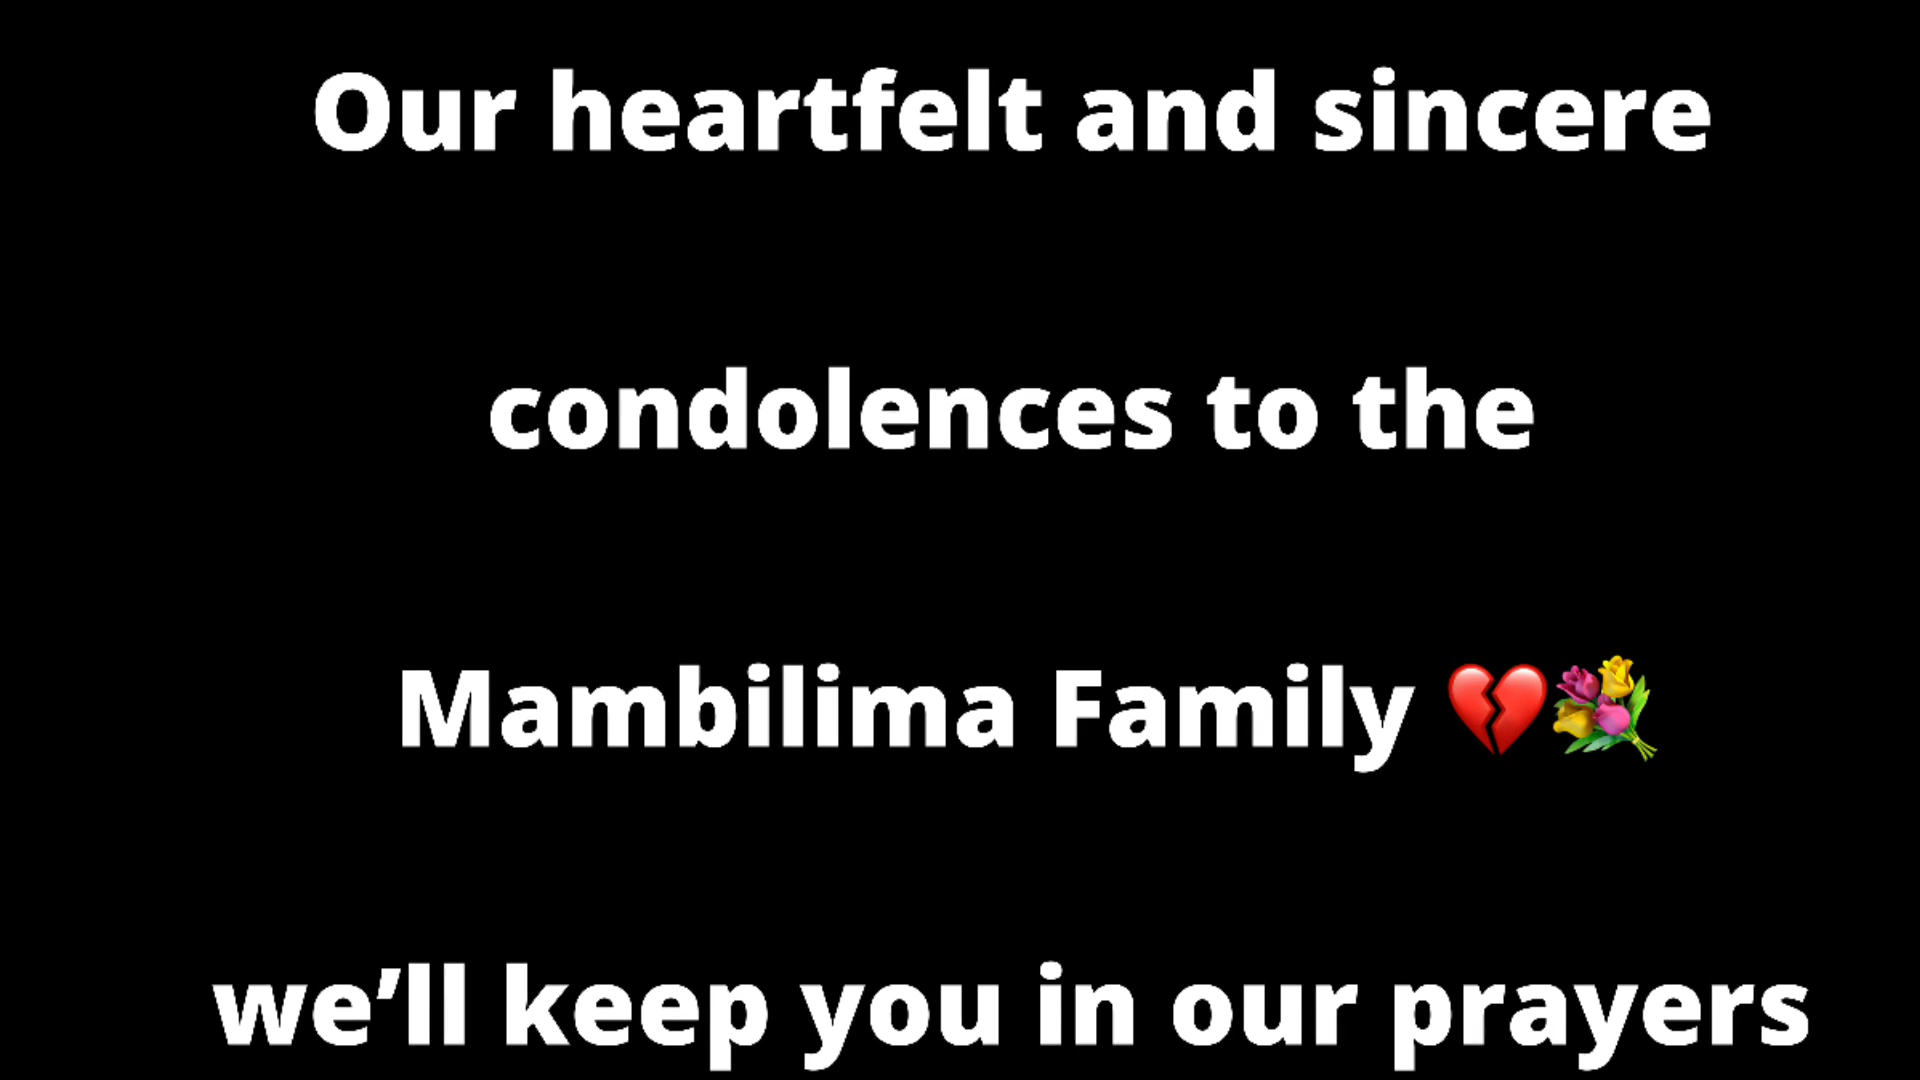 Our heartfelt and sincere
condolences to the
Mambilima Family 💔💐
we’ll keep you in our prayers